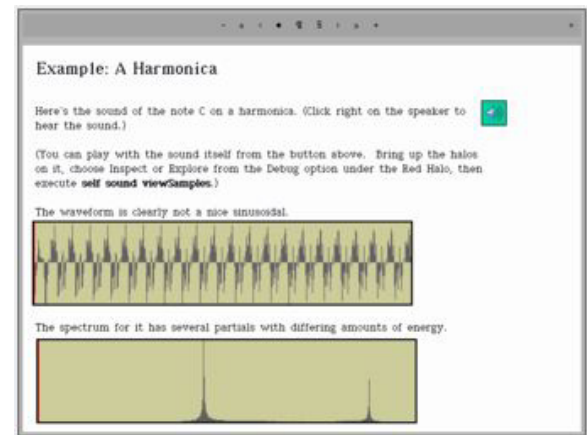 Example: A Harmonica
Here's the sound of the note C on a harmonica. (Click right on the speaker to
hear the sound.)
(You can play with the sound itself from the button above. Bring up the halos
on it, choose Inspect or Explore from the Debug option under the Red Halo, then
execute self sound viewSamples.)
The waveform is clearly not a nice sinusoidal.
The spectrum for it has several partials with differing amounts of energy.